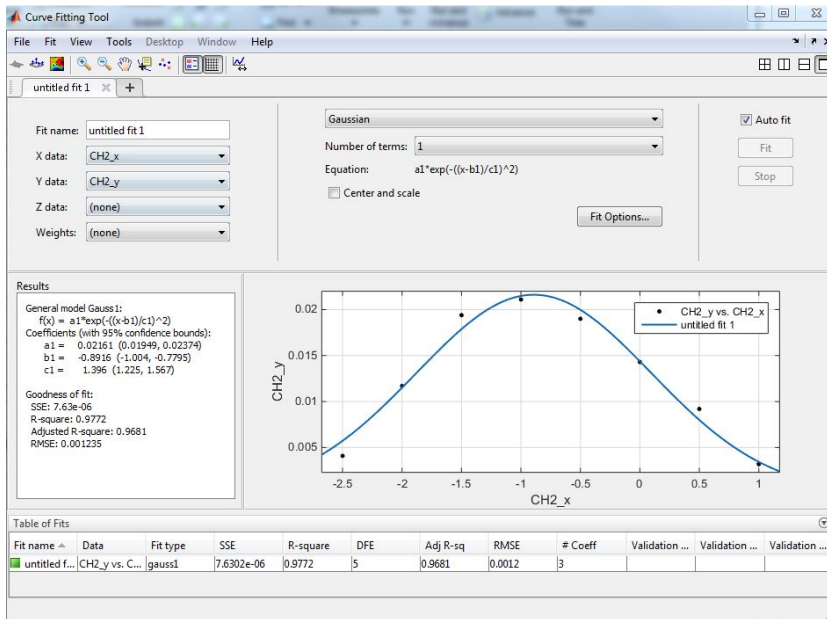 Curve Fitting Tool
File Fit View Tools Desktop Window Help
untitled fit 1
Fit name: untitled fit 1
X data: CH2_x
Y data: CH2_y
Z data: (none)
Weights: (none)
Gaussian
Number of terms: 1
Equation: a1*exp(-((x-b1)/c1)^2)
Center and scale
Fit Options...
Auto fit
Fit
Stop
Results
General model Gauss1:
f(x) = a1*exp(-((x-b1)/c1)^2)
Coefficients (with 95% confidence bounds):
a1 = 0.02161 (0.01949, 0.02374)
b1 = -0.8916 (-1.004, -0.7795)
c1 = 1.396 (1.225, 1.567)
Goodness of fit:
SSE: 7.63e-06
R-square: 0.9772
Adjusted R-square: 0.9681
RMSE: 0.001235
0.02
0.015
0.01
0.005
CH2_y
CH2_y vs. CH2_x
untitled fit 1
-2.5 -2 -1.5 -1 -0.5 0 0.5 1
CH2_x
Table of Fits
Fit name Data Fit type SSE R-square DFE Adj R-sq RMSE # Coeff Validation ... Validation ... Validation ...
untitled f... CH2_y vs. C... gauss1 7.6302e-06 0.9772 5 0.9681 0.0012 3